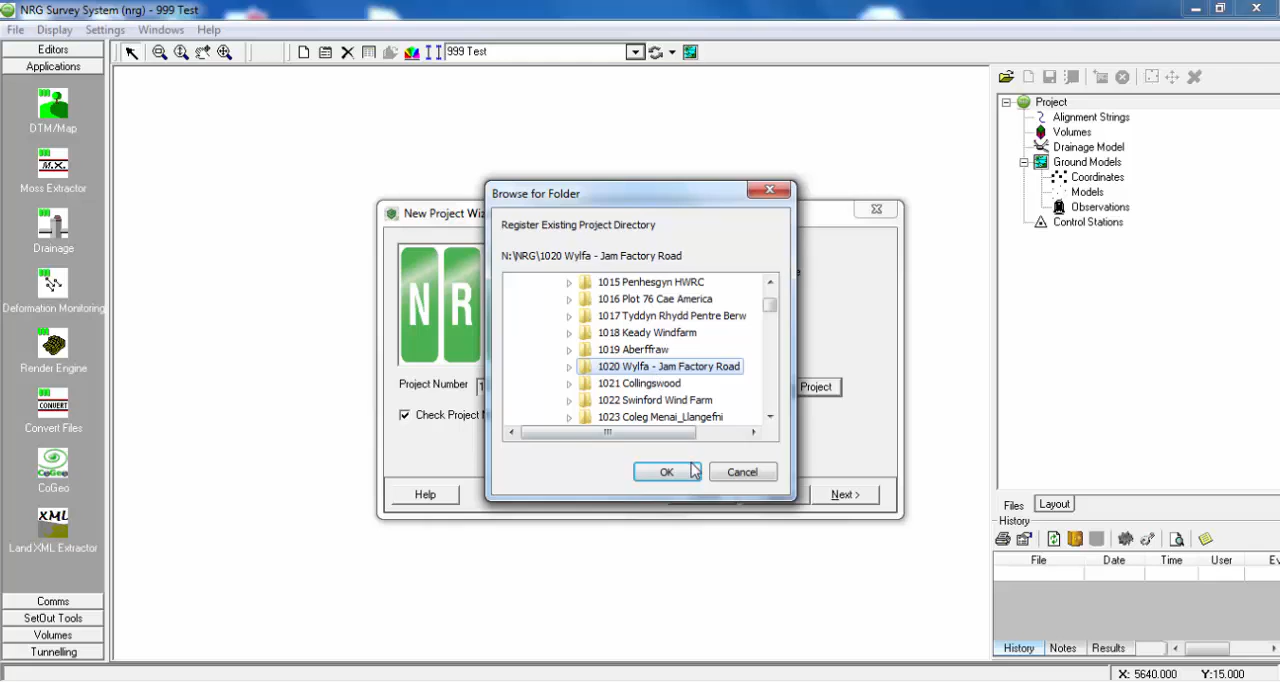 NRG Survey System (nrg) - 999 Test
File Display Settings Windows Help
Editors
Applications
999 Test
DTM/Map
M.X.
Moss Extractor
Drainage
Deformation Monitoring
Render Engine
CONVERT
Convert Files
CoGeo
CoGeo
XML
Land XML Extractor
Comms
SetOut Tools
Volumes
Tunnelling
New Project Wiz
NR
Project Number
Check Project
Project
Help
Next >
Browse for Folder
Register Existing Project Directory
N:\NRG\1020 Wylfa - Jam Factory Road
1015 Penhesgyn HWRC
1016 Plot 76 Cae America
1017 Tyddyn Rhydd Pentre Berw
1018 Keady Windfarm
1019 Aberffraw
1020 Wylfa - Jam Factory Road
1021 Collingswood
1022 Swinford Wind Farm
1023 Coleg Menai_Llangefni
OK
Cancel
Project
Alignment Strings
Volumes
Drainage Model
Ground Models
Coordinates
Models
Observations
Control Stations
Files Layout
History
File Date Time User Ev
History Notes Results
X: 5640.000 Y:15.000